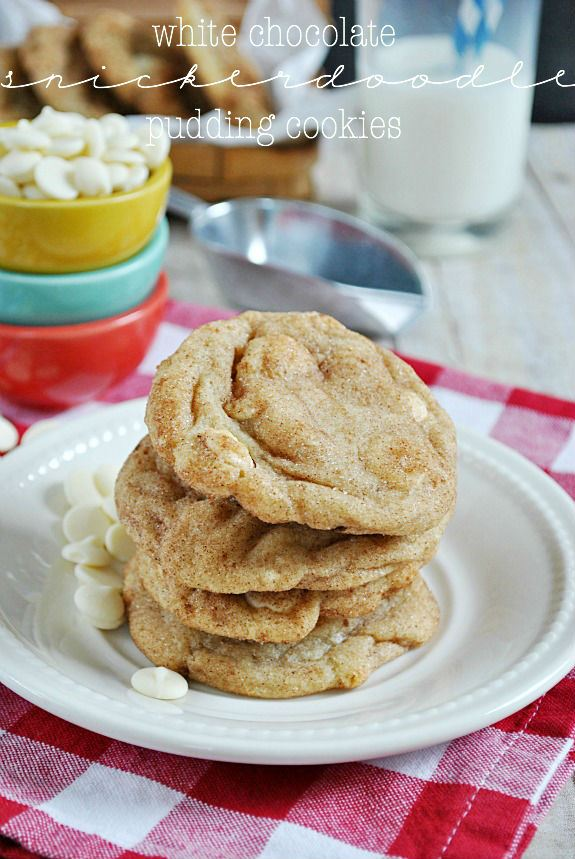 white chocolate
snickerdoodle
pudding cookies